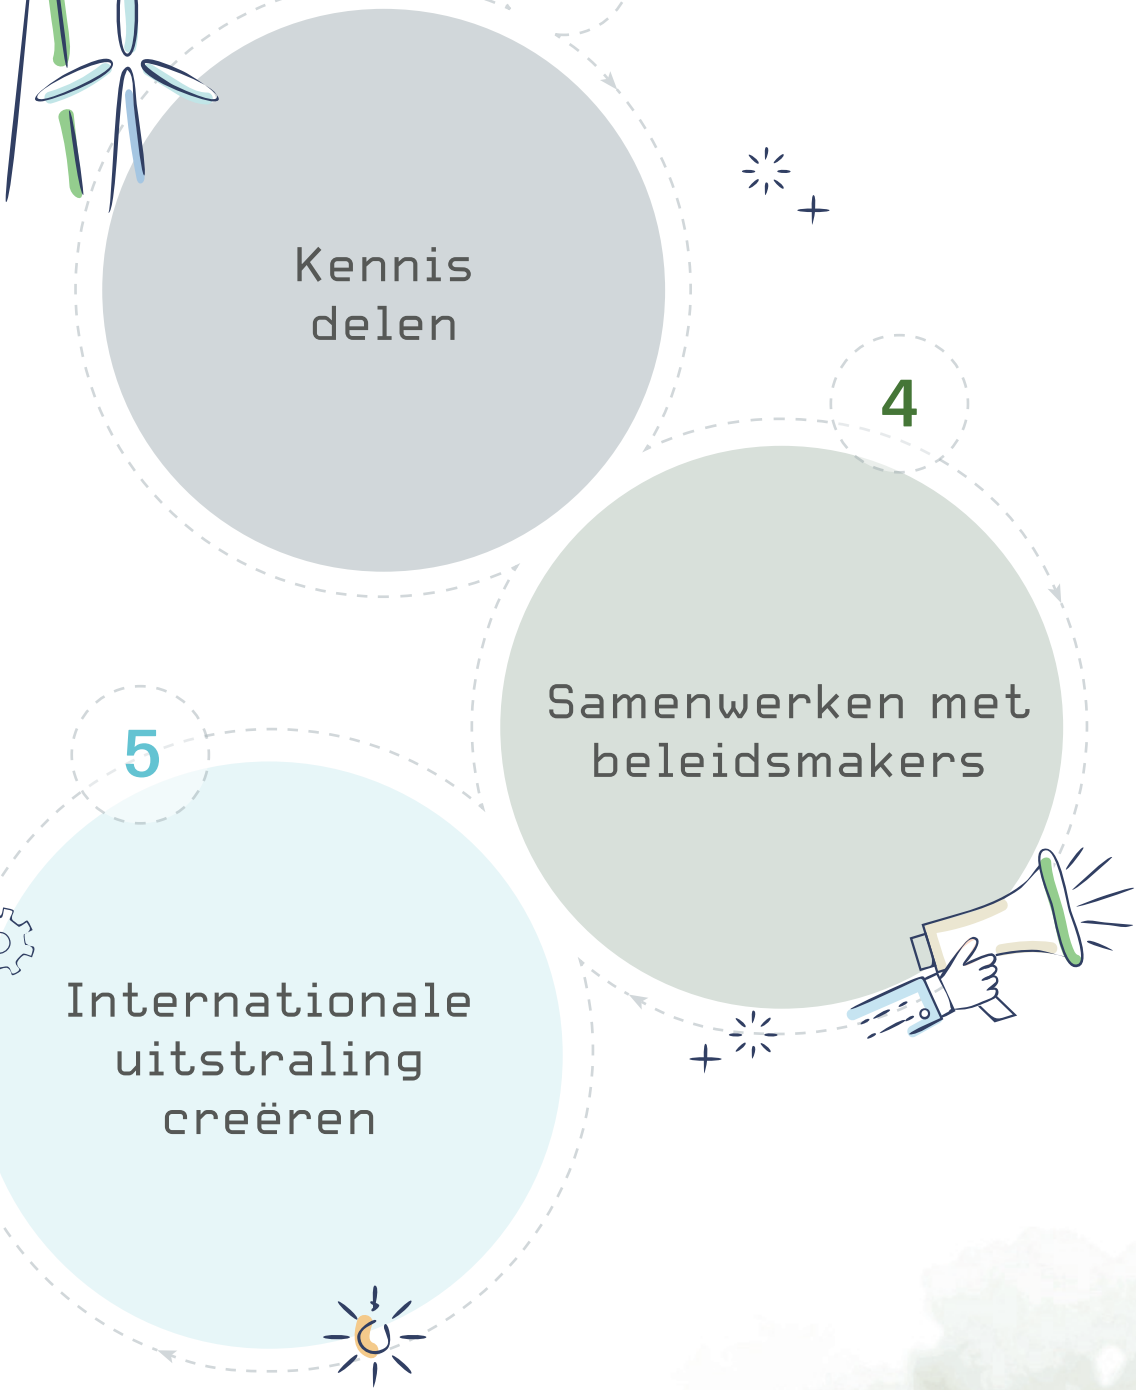 Kennis
delen
4
Samenwerken met
beleidsmakers
5
Internationale
uitstraling
creëren